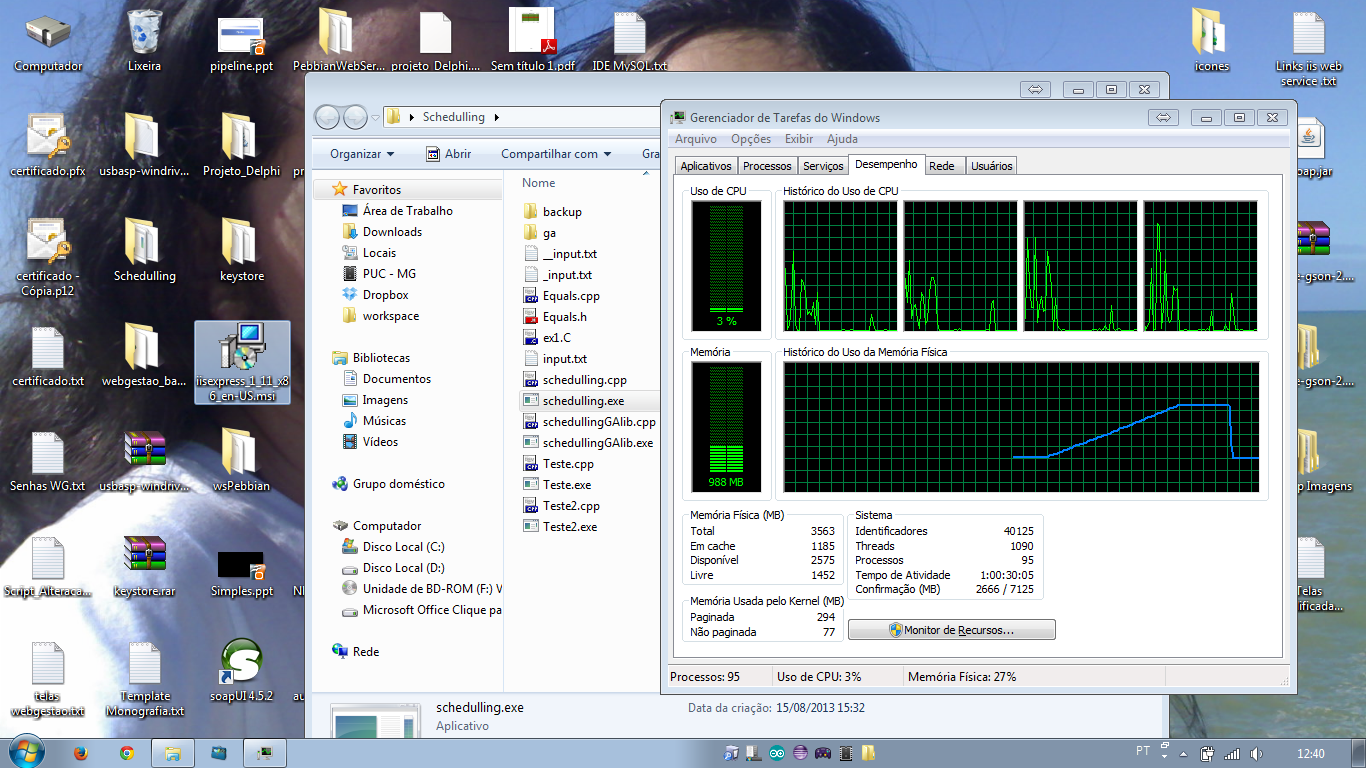 Computador
Lixeira
pipeline.ppt
PebbianWebSer...
projeto_Delphi....
Sem título 1.pdf
IDE MySQL.txt
icones
Links iis web
service .txt
certificado.pfx
usbasp-windriv...
Projeto_Delphi
certificado -
Cópia.p12
Schedulling
keystore
certificado.txt
webgestao_ba...
iisexpress_1_11_x8
6_en-US.msi
Senhas WG.txt
usbasp-windriv...
wsPebbian
Script_Alteraca...
keystore.rar
Simples.ppt
telas
webgestao.txt
Template
Monografia.txt
soapUI 4.5.2
Schedulling
Organizar
Abrir
Compartilhar com
Gra
Favoritos
Área de Trabalho
Downloads
Locais
PUC - MG
Dropbox
workspace
Bibliotecas
Documentos
Imagens
Músicas
Vídeos
Grupo doméstico
Computador
Disco Local (C:)
Disco Local (D:)
Unidade de BD-ROM (F:) V
Microsoft Office Clique pa
Rede
Nome
backup
ga
__input.txt
_input.txt
Equals.cpp
Equals.h
ex1.C
input.txt
schedulling.cpp
schedulling.exe
schedullingGAlib.cpp
schedullingGAlib.exe
Teste.cpp
Teste.exe
Teste2.cpp
Teste2.exe
schedulling.exe
Aplicativo
Data da criação: 15/08/2013 15:32
Gerenciador de Tarefas do Windows
Arquivo Opções Exibir Ajuda
Aplicativos Processos Serviços Desempenho Rede Usuários
Uso de CPU
3 %
Histórico do Uso de CPU
Memória
988 MB
Histórico do Uso da Memória Física
Memória Física (MB)
Total 3563
Em cache 1185
Disponível 2575
Livre 1452
Memória Usada pelo Kernel (MB)
Paginada 294
Não paginada 77
Sistema
Identificadores 40125
Threads 1090
Processos 95
Tempo de Atividade 1:00:30:05
Confirmação (MB) 2666 / 7125
Monitor de Recursos...
Processos: 95 Uso de CPU: 3% Memória Física: 27%
PT
12:40